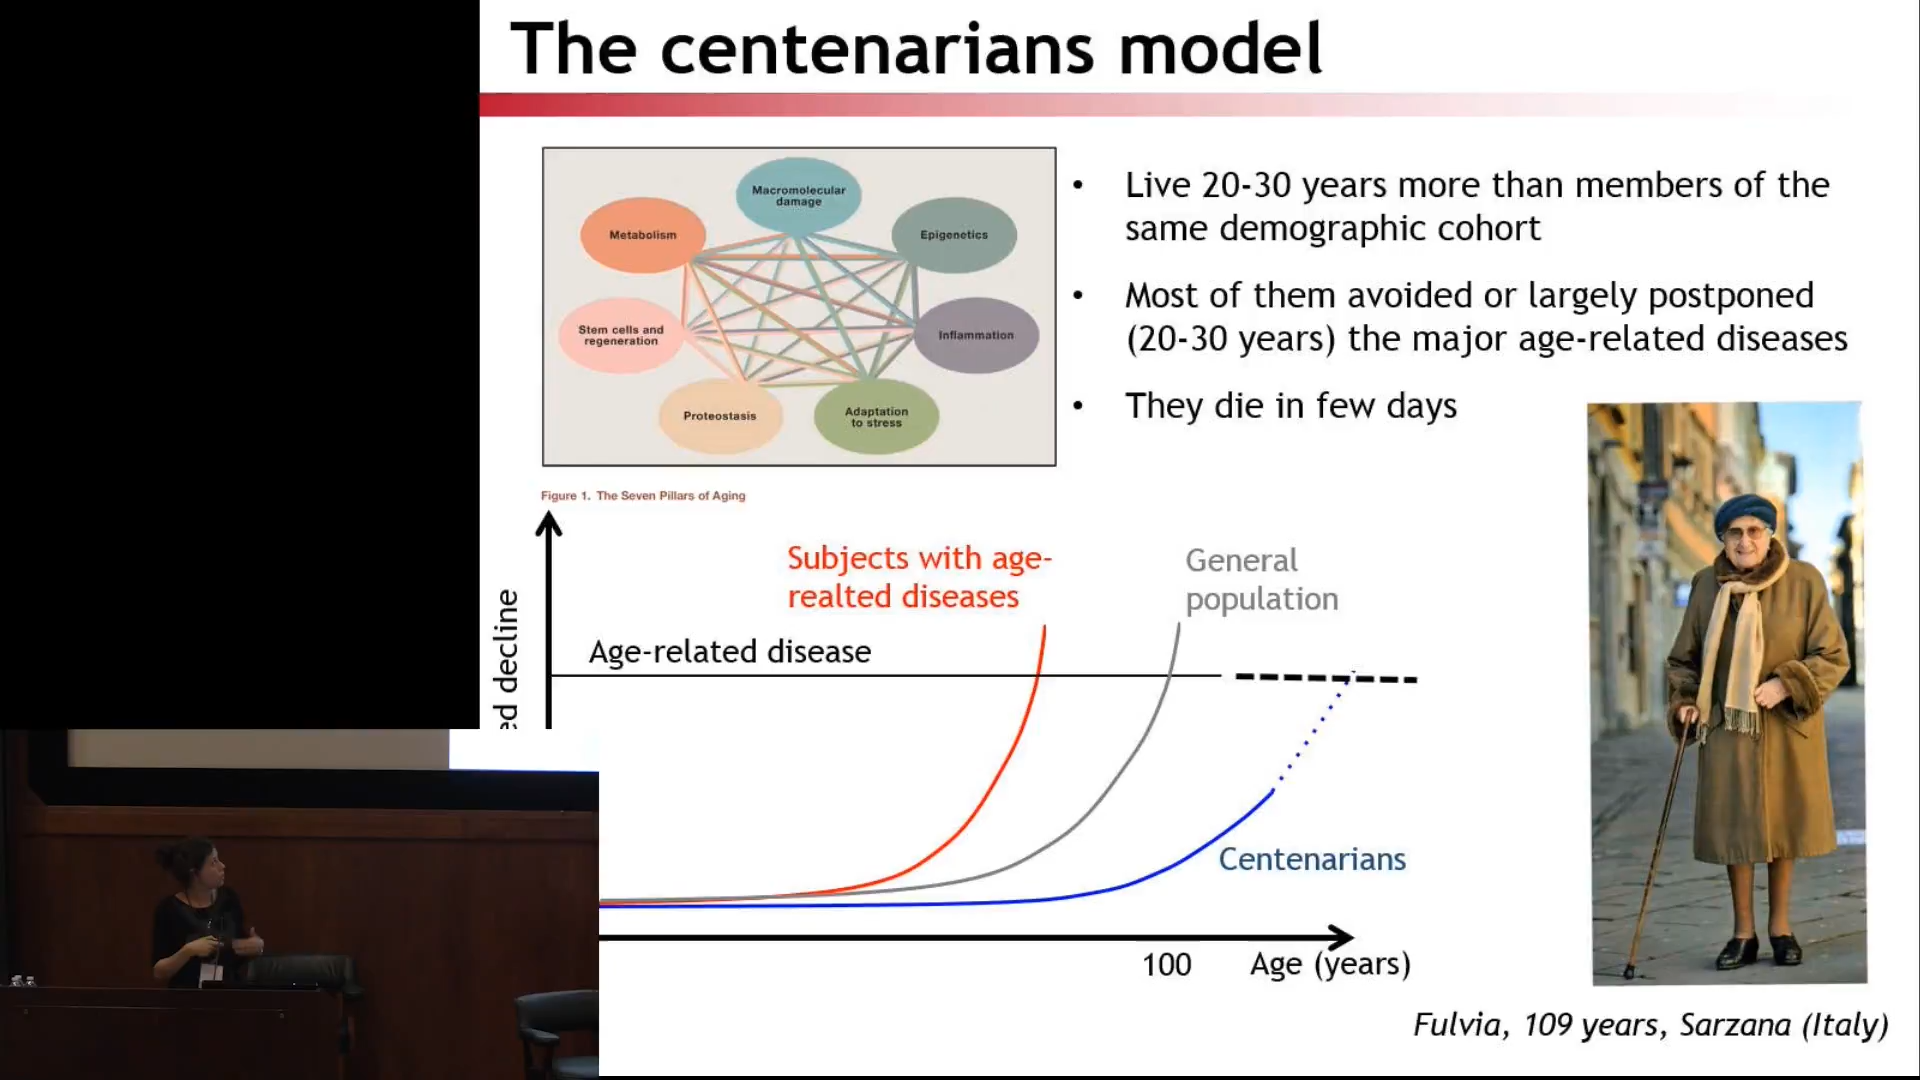 The centenarians model
Macromolecular
damage
Metabolism
Epigenetics
Stem cells and
regeneration
Inflammation
Proteostasis
Adaptation
to stress
Figure 1. The Seven Pillars of Aging
• Live 20-30 years more than members of the
same demographic cohort
• Most of them avoided or largely postponed
(20-30 years) the major age-related diseases
• They die in few days
decline
Subjects with age-
realted diseases
General
population
Age-related disease
Centenarians
100
Age (years)
Fulvia, 109 years, Sarzana (Italy)